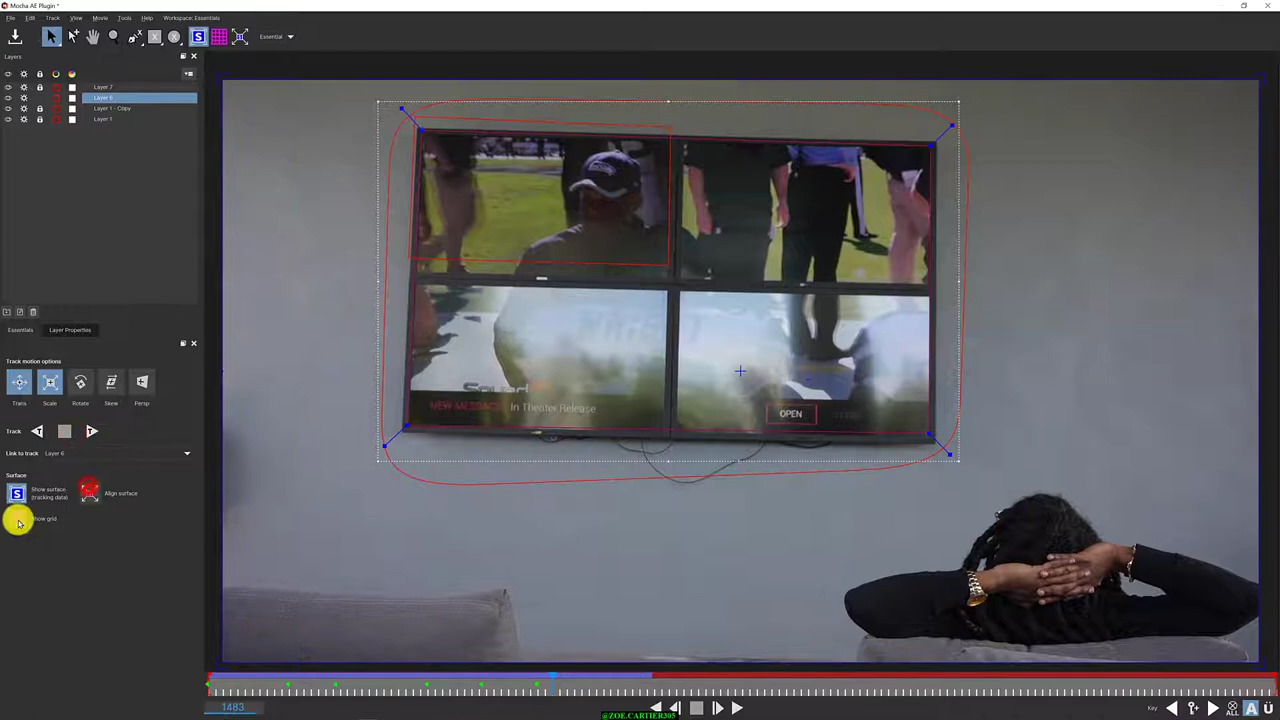 Mocha AE Plugin *
File Edit Track View Movie Tools Help Workspace: Essentials
Essential
Layers
Layer 7
Layer 6
Layer 1 - Copy
Layer 1
Essentials Layer Properties
Track motion options
Trans Scale Rotate Skew Persp
Track
Link to track Layer 6
Surface
Show surface
(tracking data)
Align surface
Show grid
NEW MESSAGE In Theater Release
OPEN
1483
Key
ALL
A
Ü
@ZOE.CARTIER305